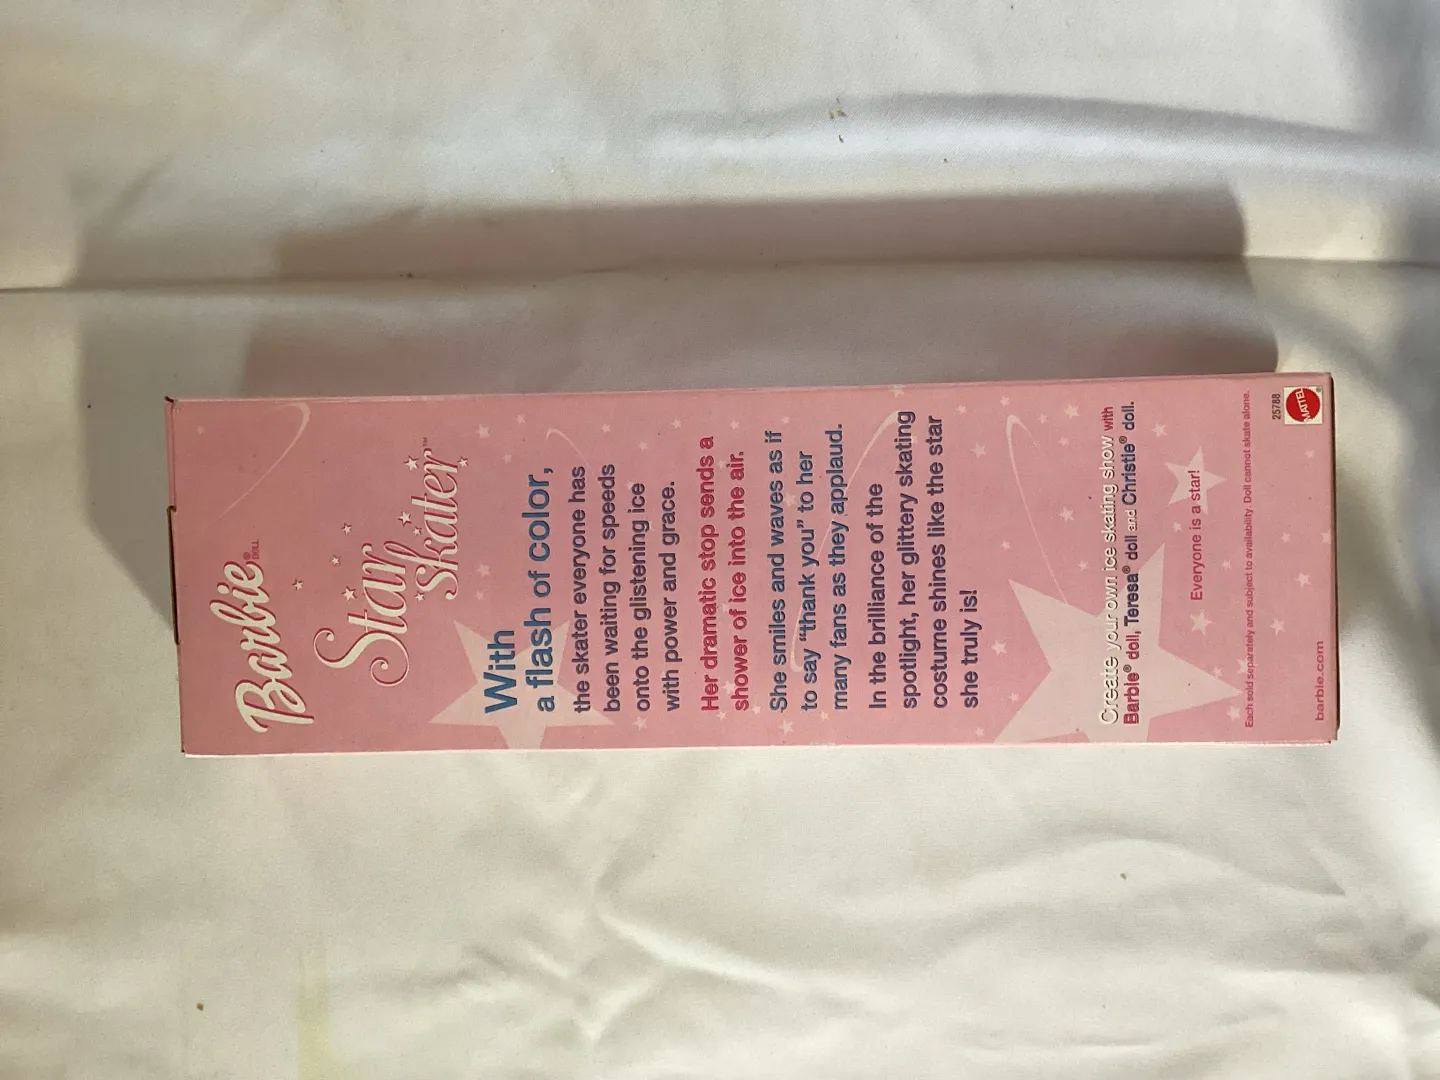 Barbie® DOLL
Star
Skater™
With
a flash of color,
the skater everyone has
been waiting for speeds
onto the glistening ice
with power and grace.
Her dramatic stop sends a
shower of ice into the air.
She smiles and waves as if
to say “thank you” to her
many fans as they applaud.
In the brilliance of the
spotlight, her glittery skating
costume shines like the star
she truly is!
Create your own ice skating show with
Barbie® doll, Teresa® doll and Christie® doll.
Everyone is a star!
Each sold separately and subject to availability. Doll cannot skate alone.
barbie.com
25788
MATTEL®